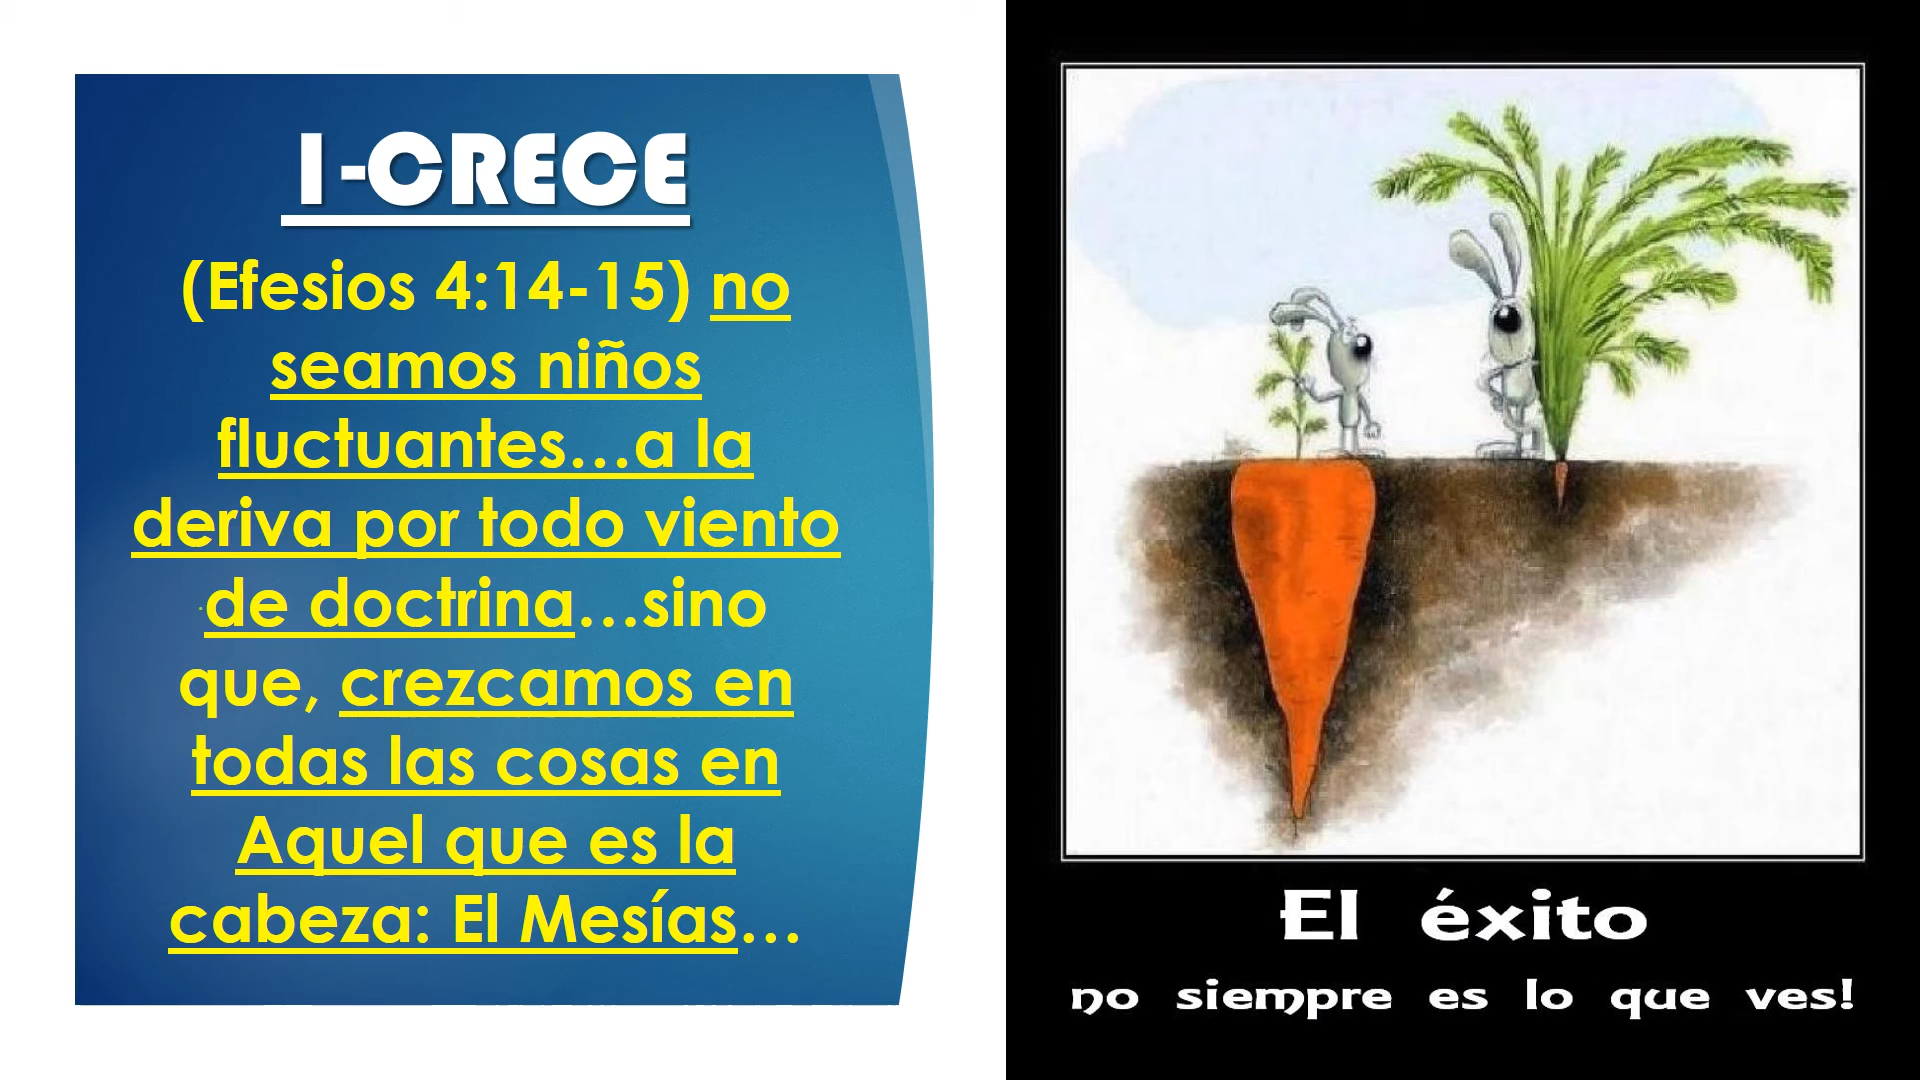 1-CRECE
(Efesios 4:14-15) no
seamos niños
fluctuantes...a la
deriva por todo viento
de doctrina...sino
que, crezcamos en
todas las cosas en
Aquel que es la
cabeza: El Mesías...
El éxito
no siempre es lo que ves!